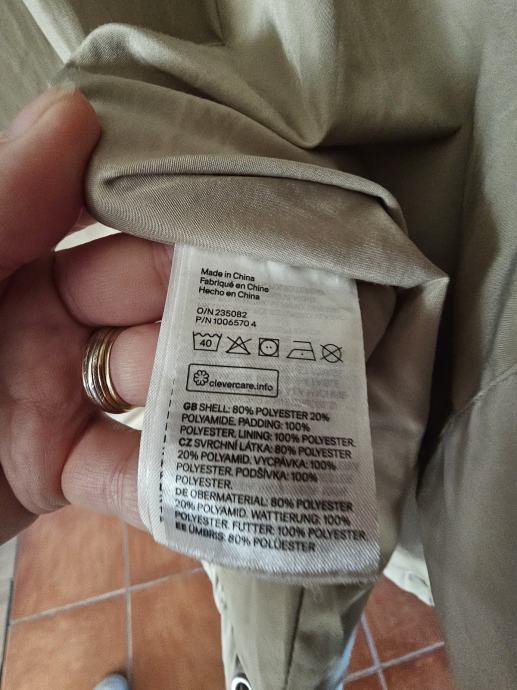 Made in China
Fabriqué en Chine
Hecho en China
O/N 235082
P/N 1006570 4
40
clevercare.info
GB SHELL: 80% POLYESTER 20%
POLYAMIDE. PADDING: 100%
POLYESTER. LINING: 100% POLYESTER.
CZ SVRCHNÍ LÁTKA: 80% POLYESTER
20% POLYAMID. VYCPÁVKA: 100%
POLYESTER. PODŠÍVKA: 100%
POLYESTER.
DE OBERMATERIAL: 80% POLYESTER
20% POLYAMID. WATTIERUNG: 100%
POLYESTER. FUTTER: 100% POLYESTER
EE ÜMBRIS: 80% POLÜESTER